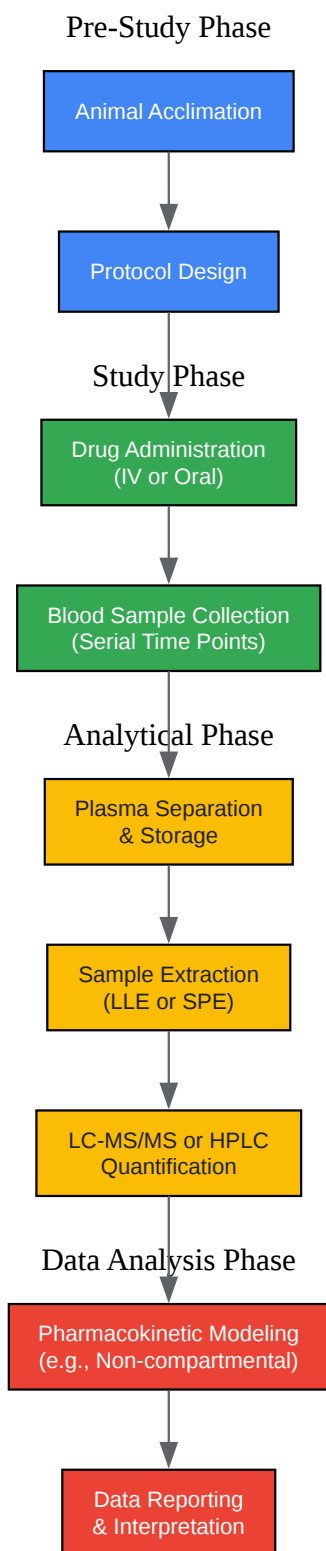 Pre-Study Phase
Animal Acclimation
Protocol Design
Study Phase
Drug Administration
(IV or Oral)
Blood Sample Collection
(Serial Time Points)
Analytical Phase
Plasma Separation
& Storage
Sample Extraction
(LLE or SPE)
LC-MS/MS or HPLC
Quantification
Data Analysis Phase
Pharmacokinetic Modeling
(e.g., Non-compartmental)
Data Reporting
& Interpretation